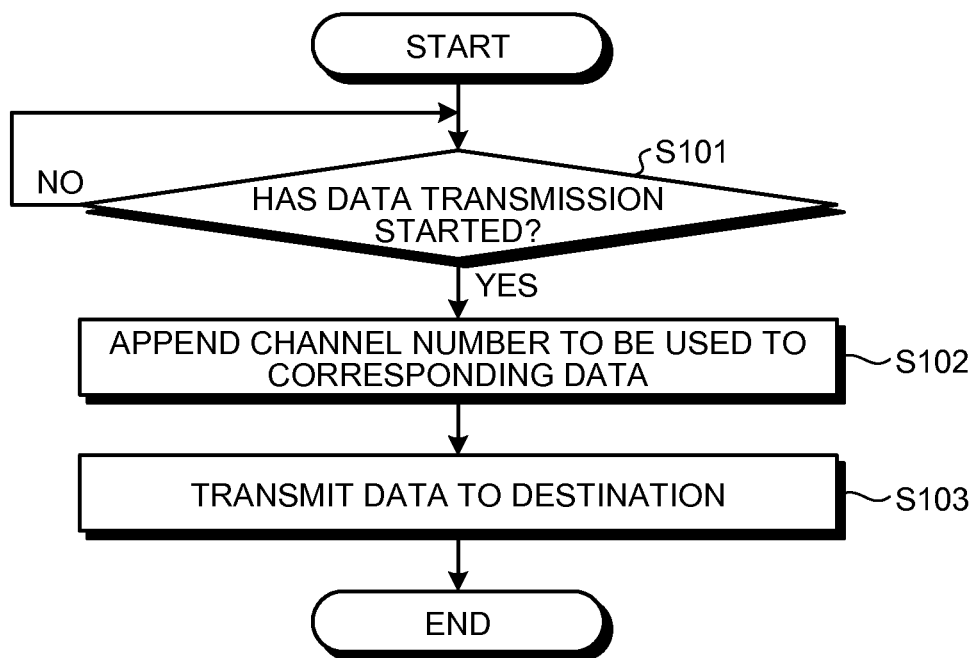 START
S101
NO
HAS DATA TRANSMISSION
STARTED?
YES
APPEND CHANNEL NUMBER TO BE USED TO
CORRESPONDING DATA
S102
TRANSMIT DATA TO DESTINATION
S103
END